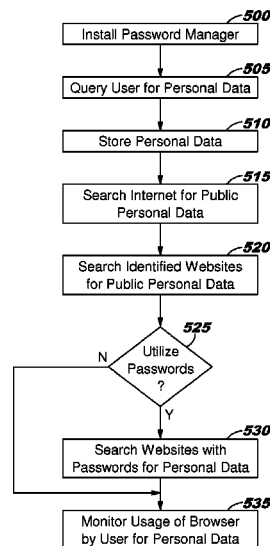 500
Install Password Manager
505
Query User for Personal Data
510
Store Personal Data
515
Search Internet for Public
Personal Data
520
Search Identified Websites
for Public Personal Data
525
N
Utilize
Passwords
?
Y
530
Search Websites with
Passwords for Personal Data
535
Monitor Usage of Browser
by User for Personal Data